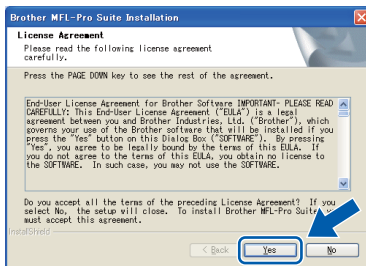 Brother MFL-Pro Suite Installation
License Agreement
Please read the following license agreement
carefully.
Press the PAGE DOWN key to see the rest of the agreement.
End-User License Agreement for Brother Software IMPORTANT- PLEASE READ
CAREFULLY: This End-User License Agreement ("EULA") is a legal
agreement between you and Brother Industries, Ltd. ("Brother"), which
governs your use of the Brother software that will be installed if you
press the "Yes" button on this Dialog Box ("SOFTWARE"). By pressing
"Yes", you agree to be legally bound by the terms of this EULA. If
you do not agree to the terms of this EULA, you obtain no license to
the SOFTWARE. In such case, you may not use the SOFTWARE.
Do you accept all the terms of the preceding License Agreement? If you
select No, the setup will close. To install Brother MFL-Pro Suite, you
must accept this agreement.
InstallShield
< Back
Yes
No